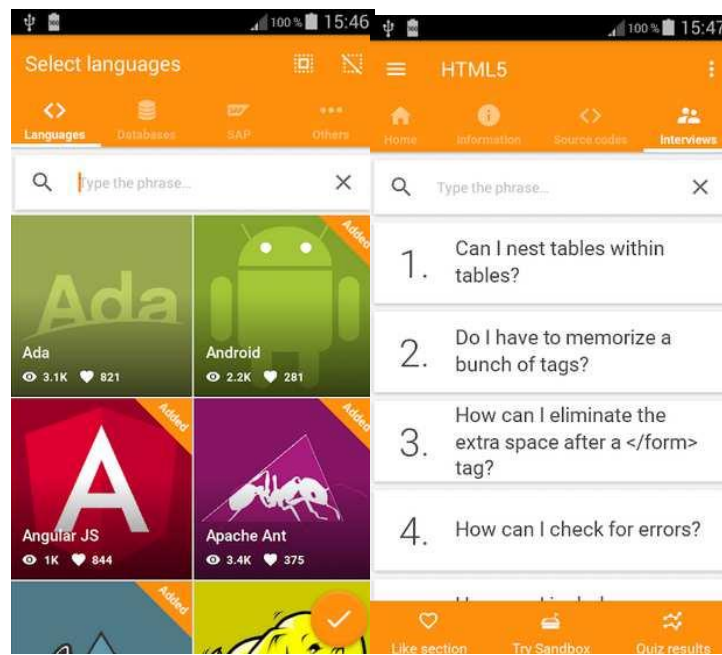 100 % 15:46
Select languages
Languages Databases SAP Others
Type the phrase...
Ada
Ada
3.1K 821
Added
Android
2.2K 281
Added
A
Angular JS
1K 844
Added
Apache Ant
3.4K 375
Added
100 % 15:47
HTML5
Home Information Source codes Interviews
Type the phrase...
1. Can I nest tables within
tables?
2. Do I have to memorize a
bunch of tags?
3. How can I eliminate the
extra space after a </form>
tag?
4. How can I check for errors?
Like section Try Sandbox Quiz results